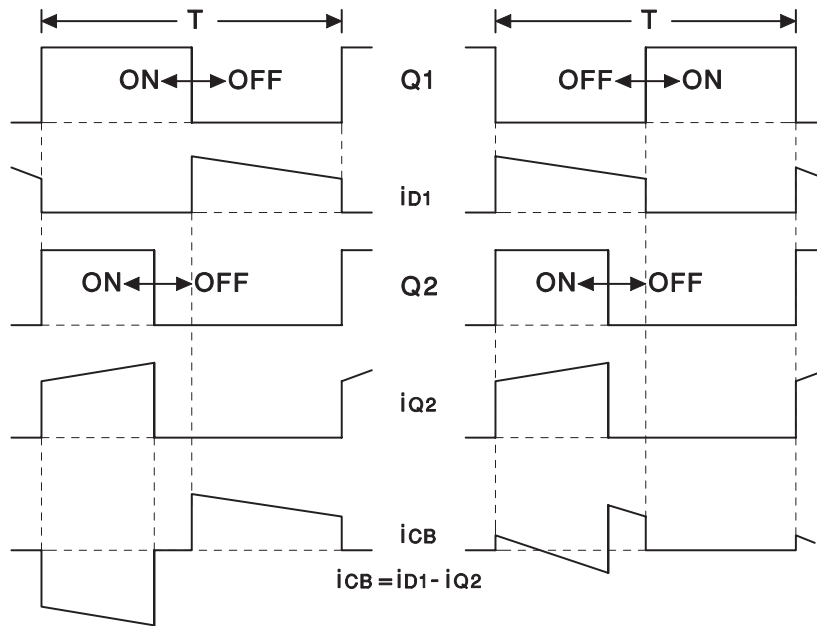 T T
ON OFF Q1 OFF ON
iD1
ON OFF Q2 ON OFF
iQ2
iCB
iCB = iD1 - iQ2